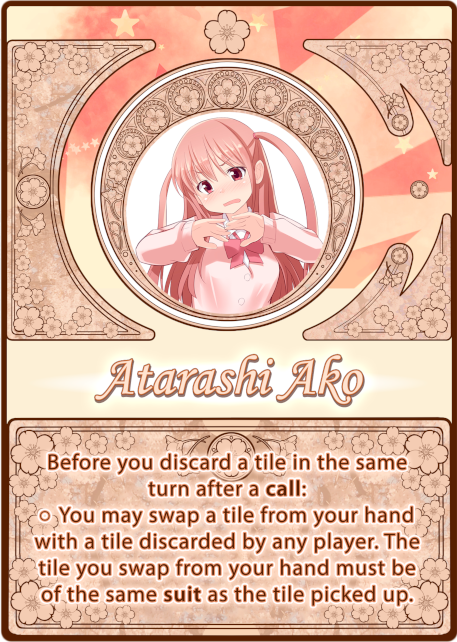 Atarashi Ako
Before you discard a tile in the same
turn after a call:
○ You may swap a tile from your hand
with a tile discarded by any player. The
tile you swap from your hand must be
of the same suit as the tile picked up.